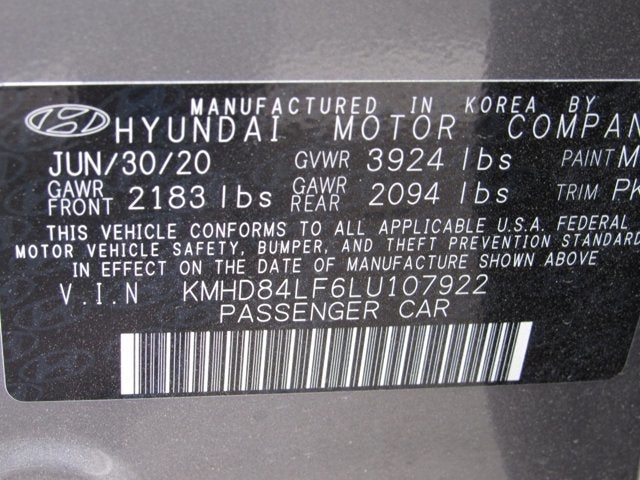 MANUFACTURED IN KOREA BY
HYUNDAI MOTOR COMPAN
JUN/30/20 GVWR 3924 lbs PAINT M
GAWR FRONT 2183 lbs GAWR REAR 2094 lbs TRIM PK
THIS VEHICLE CONFORMS TO ALL APPLICABLE U.S.A. FEDERAL
MOTOR VEHICLE SAFETY, BUMPER, AND THEFT PREVENTION STANDARD
IN EFFECT ON THE DATE OF MANUFACTURE SHOWN ABOVE
V.I.N KMHD84LF6LU107922
PASSENGER CAR